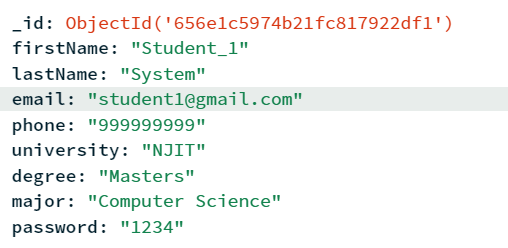 _id: ObjectId('656e1c5974b21fc817922df1')
firstName: "Student_1"
lastName: "System"
email: "student1@gmail.com"
phone: "999999999"
university: "NJIT"
degree: "Masters"
major: "Computer Science"
password: "1234"